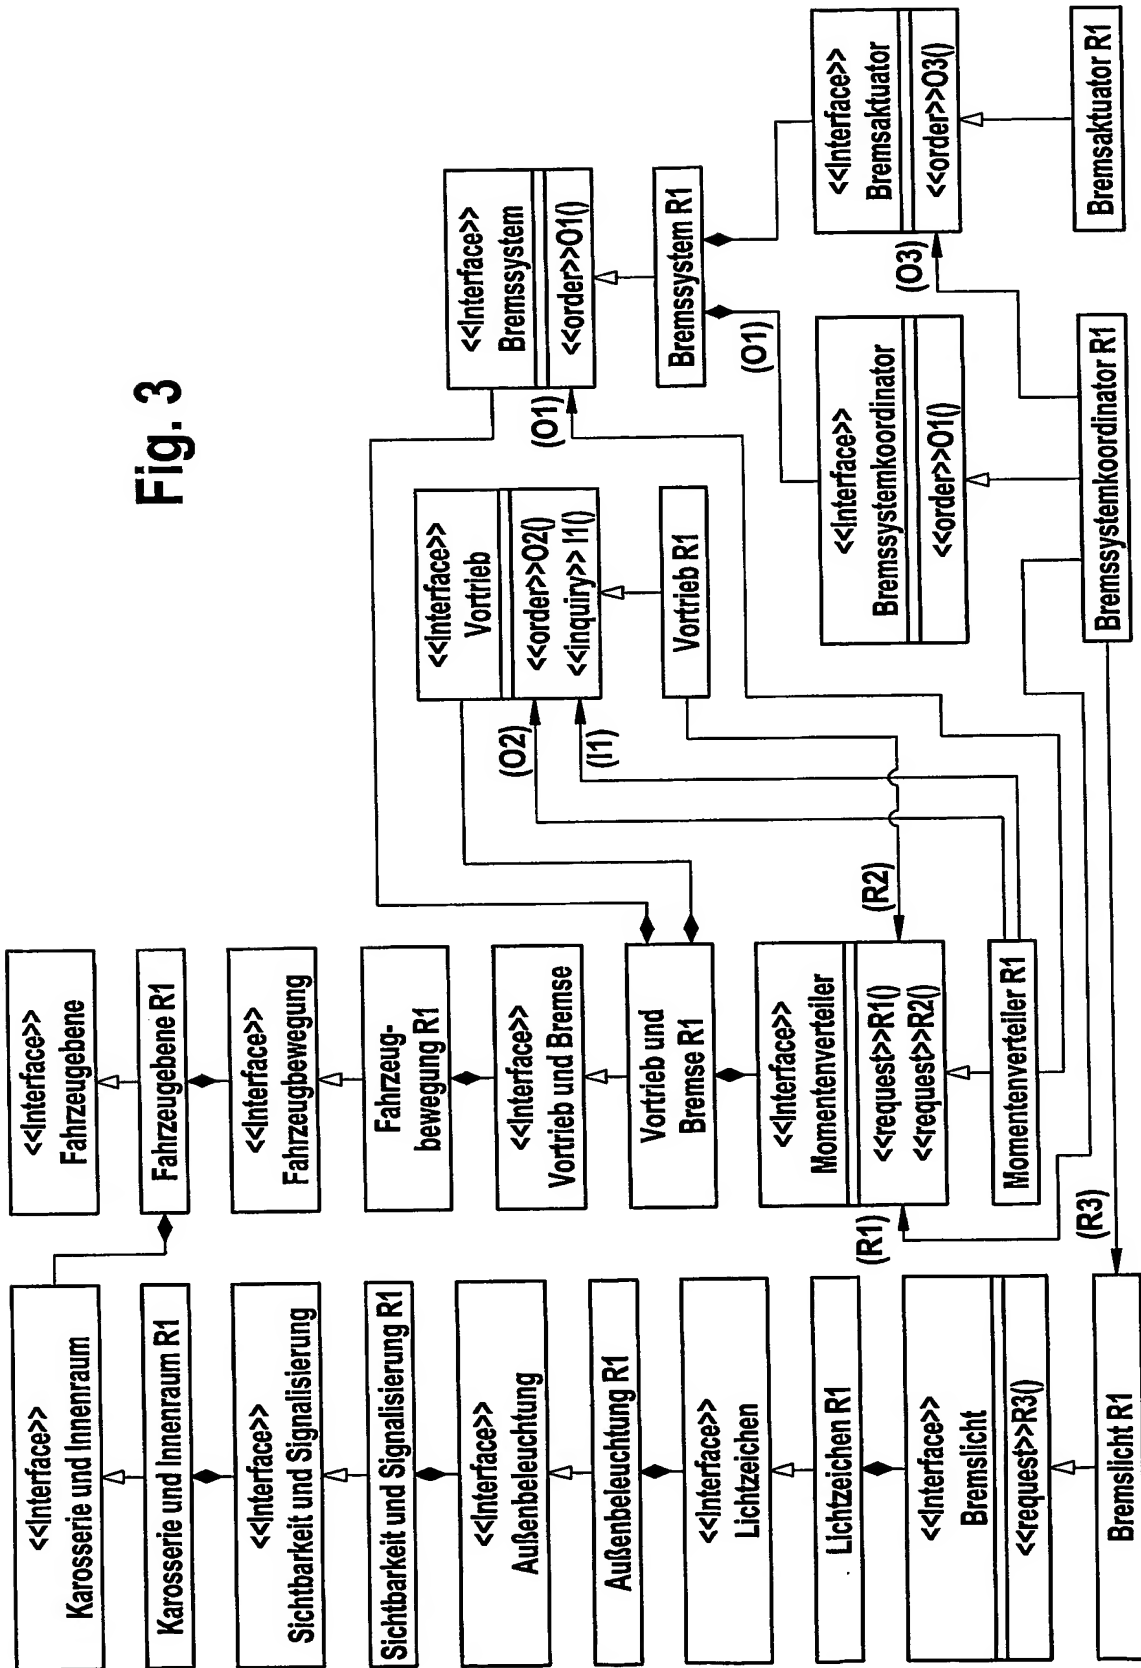 Fig. 3
<<Interface>>
Karosserie und Innenraum
Karosserie und Innenraum R1
<<Interface>>
Sichtbarkeit und Signalisierung
Sichtbarkeit und Signalisierung R1
<<Interface>>
Außenbeleuchtung
Außenbeleuchtung R1
<<Interface>>
Lichtzeichen
Lichtzeichen R1
<<Interface>>
Bremslicht
<<request>>R3()
Bremslicht R1
<<Interface>>
Fahrzeugebene
Fahrzeugebene R1
<<Interface>>
Fahrzeugbewegung
Fahrzeug-
bewegung R1
<<Interface>>
Vortrieb und Bremse
Vortrieb und
Bremse R1
<<Interface>>
Momentenverteiler
<<request>>R1()
<<request>>R2()
Momentenverteiler R1
(R1)
(R2)
(R3)
<<Interface>>
Vortrieb
<<order>>O2()
<<inquiry>> I1()
Vortrieb R1
(O2)
(I1)
<<Interface>>
Bremssystem
<<order>>O1()
Bremssystem R1
(O1)
(O1)
<<Interface>>
Bremssystemkoordinator
<<order>>O1()
Bremssystemkoordinator R1
(O3)
<<Interface>>
Bremsaktuator
<<order>>O3()
Bremsaktuator R1